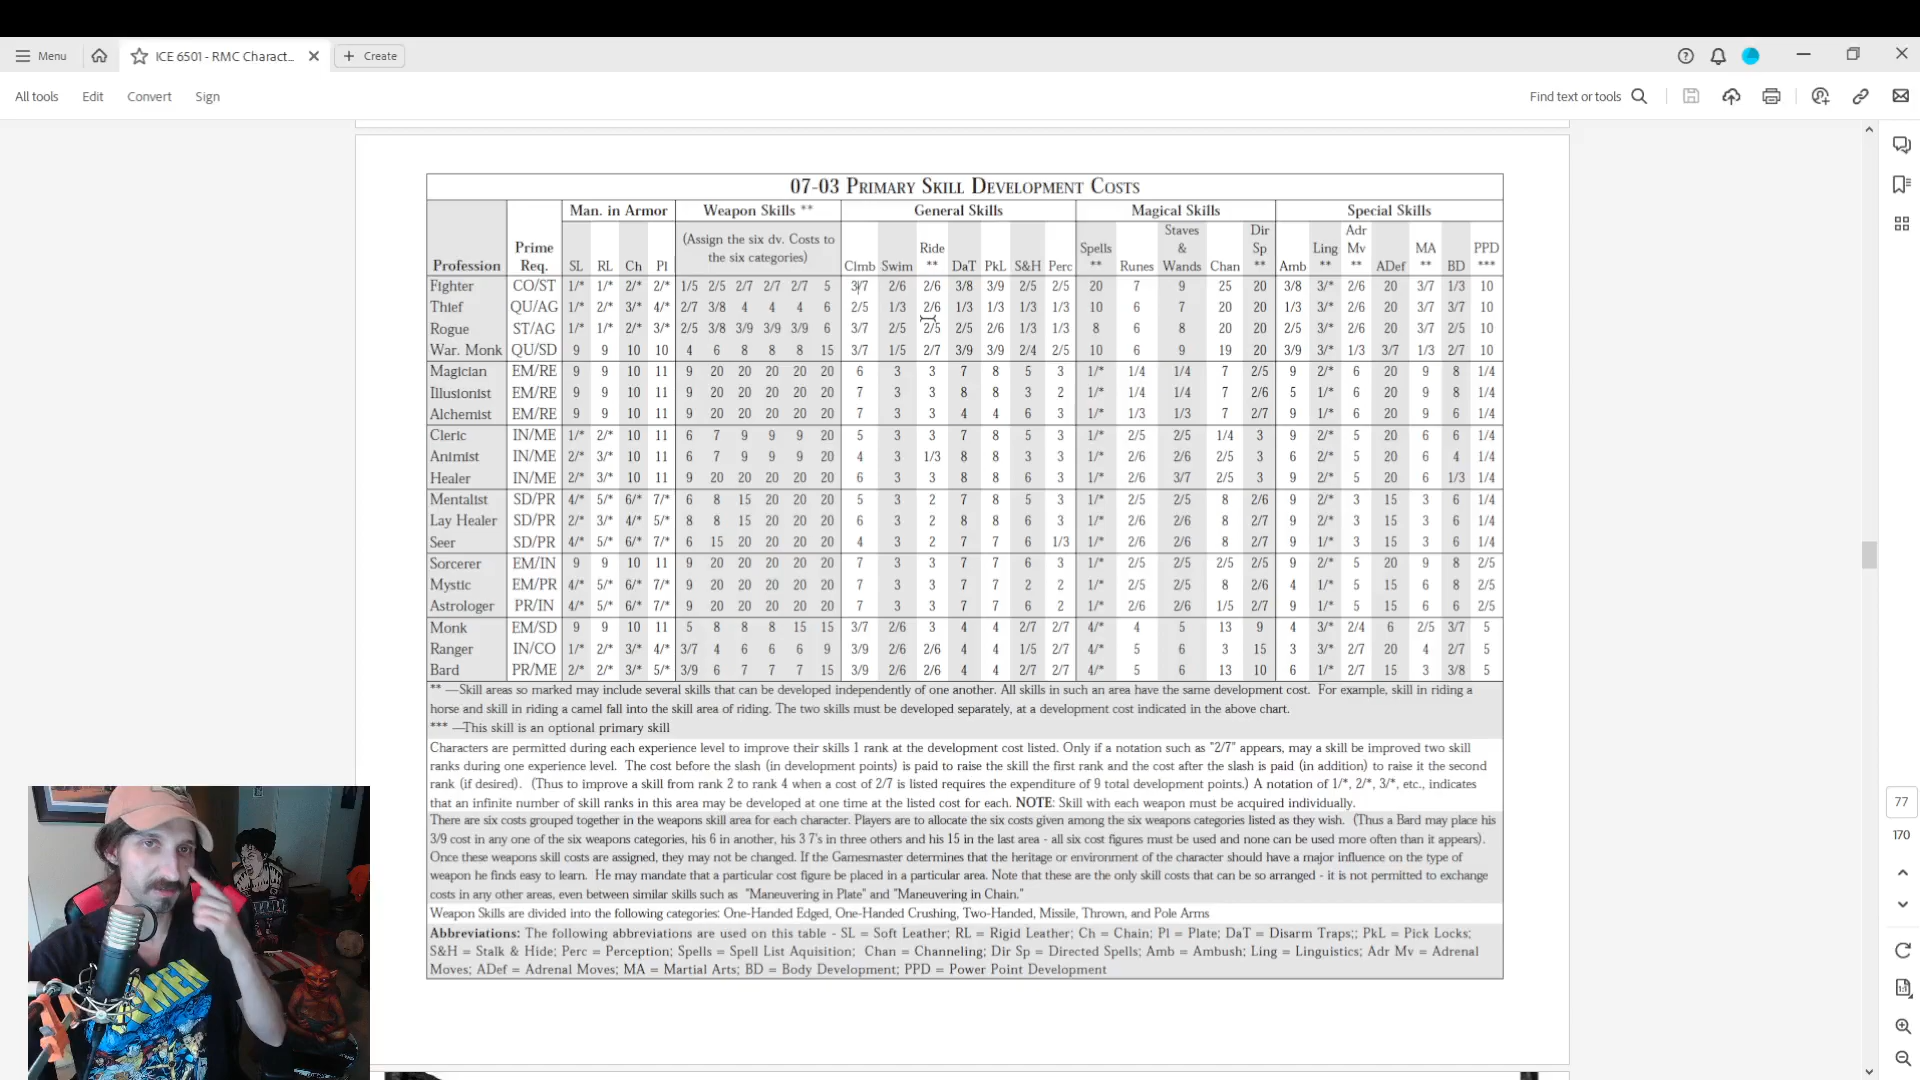 Menu
ICE 6501 - RMC Charact...
Create
All tools
Edit
Convert
Sign
Find text or tools
07-03 PRIMARY SKILL DEVELOPMENT COSTS
Man. in Armor Weapon Skills ** General Skills Magical Skills Special Skills
(Assign the six dv. Costs to
the six categories)
Profession Prime Req. SL RL Ch Pl Clmb Swim Ride ** DaT PkL S&H Perc Spells ** Runes Staves & Wands Chan Dir Sp ** Amb Ling ** Adr Mv ** ADef MA ** BD PPD ***
Fighter CO/ST 1/* 1/* 2/* 2/* 1/5 2/5 2/7 2/7 2/7 5 3/7 2/6 2/6 3/8 3/9 2/5 2/5 20 7 9 25 20 3/8 3/* 2/6 20 3/7 1/3 10
Thief QU/AG 1/* 2/* 3/* 4/* 2/7 3/8 4 4 4 6 2/5 1/3 2/6 1/3 1/3 1/3 1/3 10 6 7 20 20 1/3 3/* 2/6 20 3/7 3/7 10
Rogue ST/AG 1/* 1/* 2/* 3/* 2/5 3/8 3/9 3/9 3/9 6 3/7 2/5 2/5 2/5 2/6 1/3 1/3 8 6 8 20 20 2/5 3/* 2/6 20 3/7 2/5 10
War. Monk QU/SD 9 9 10 10 4 6 8 8 8 15 3/7 1/5 2/7 3/9 3/9 2/4 2/5 10 6 9 19 20 3/9 3/* 1/3 3/7 1/3 2/7 10
Magician EM/RE 9 9 10 11 9 20 20 20 20 20 6 3 3 7 8 5 3 1/* 1/4 1/4 7 2/5 9 2/* 6 20 9 8 1/4
Illusionist EM/RE 9 9 10 11 9 20 20 20 20 20 7 3 3 8 8 3 2 1/* 1/4 1/4 7 2/6 5 1/* 6 20 9 8 1/4
Alchemist EM/RE 9 9 10 11 9 20 20 20 20 20 7 3 3 4 4 6 3 1/* 1/3 1/3 7 2/7 9 1/* 6 20 9 6 1/4
Cleric IN/ME 1/* 2/* 10 11 6 7 9 9 9 20 5 3 3 7 8 5 3 1/* 2/5 2/5 1/4 3 9 2/* 5 20 6 6 1/4
Animist IN/ME 2/* 3/* 10 11 6 7 9 9 9 20 4 3 1/3 8 8 3 3 1/* 2/6 2/6 2/5 3 6 2/* 5 20 6 4 1/4
Healer IN/ME 2/* 3/* 10 11 9 20 20 20 20 20 6 3 3 8 8 6 3 1/* 2/6 3/7 2/5 3 9 2/* 5 20 6 1/3 1/4
Mentalist SD/PR 4/* 5/* 6/* 7/* 6 8 15 20 20 20 5 3 2 7 8 5 3 1/* 2/5 2/5 8 2/6 9 2/* 3 15 3 6 1/4
Lay Healer SD/PR 2/* 3/* 4/* 5/* 8 8 15 20 20 20 6 3 2 8 8 6 3 1/* 2/6 2/6 8 2/7 9 2/* 3 15 3 6 1/4
Seer SD/PR 4/* 5/* 6/* 7/* 6 15 20 20 20 20 4 3 2 7 7 6 1/3 1/* 2/6 2/6 8 2/7 9 1/* 3 15 3 6 1/4
Sorcerer EM/IN 9 9 10 11 9 20 20 20 20 20 7 3 3 7 7 6 3 1/* 2/5 2/5 2/5 2/5 9 2/* 5 20 9 8 2/5
Mystic EM/PR 4/* 5/* 6/* 7/* 9 20 20 20 20 20 7 3 3 7 7 2 2 1/* 2/5 2/5 8 2/6 4 1/* 5 15 6 8 2/5
Astrologer PR/IN 4/* 5/* 6/* 7/* 9 20 20 20 20 20 7 3 3 7 7 6 2 1/* 2/6 2/6 1/5 2/7 9 1/* 5 15 6 6 2/5
Monk EM/SD 9 9 10 11 5 8 8 8 15 15 3/7 2/6 3 4 4 2/7 2/7 4/* 4 5 13 9 4 3/* 2/4 6 2/5 3/7 5
Ranger IN/CO 1/* 2/* 3/* 4/* 3/7 4 6 6 6 9 3/9 2/6 2/6 4 4 1/5 2/7 4/* 5 6 3 15 3 3/* 2/7 20 4 2/7 5
Bard PR/ME 2/* 2/* 3/* 5/* 3/9 6 7 7 7 15 3/9 2/6 2/6 4 4 2/7 2/7 4/* 5 6 13 10 6 1/* 2/7 15 3 3/8 5
** —Skill areas so marked may include several skills that can be developed independently of one another. All skills in such an area have the same development cost. For example, skill in riding a
horse and skill in riding a camel fall into the skill area of riding. The two skills must be developed separately, at a development cost indicated in the above chart.
*** —This skill is an optional primary skill
Characters are permitted during each experience level to improve their skills 1 rank at the development cost listed. Only if a notation such as "2/7" appears, may a skill be improved two skill
ranks during one experience level. The cost before the slash (in development points) is paid to raise the skill the first rank and the cost after the slash is paid (in addition) to raise it the second
rank (if desired). (Thus to improve a skill from rank 2 to rank 4 when a cost of 2/7 is listed requires the expenditure of 9 total development points.) A notation of 1/*, 2/*, 3/*, etc., indicates
that an infinite number of skill ranks in this area may be developed at one time at the listed cost for each. NOTE: Skill with each weapon must be acquired individually.
There are six costs grouped together in the weapons skill area for each character. Players are to allocate the six costs given among the six weapons categories listed as they wish. (Thus a Bard may place his
3/9 cost in any one of the six weapons categories, his 6 in another, his 3 7's in three others and his 15 in the last area - all six cost figures must be used and none can be used more often than it appears).
Once these weapons skill costs are assigned, they may not be changed. If the Gamesmaster determines that the heritage or environment of the character should have a major influence on the type of
weapon he finds easy to learn. He may mandate that a particular cost figure be placed in a particular area. Note that these are the only skill costs that can be so arranged - it is not permitted to exchange
costs in any other areas, even between similar skills such as "Maneuvering in Plate" and "Maneuvering in Chain."
Weapon Skills are divided into the following categories: One-Handed Edged, One-Handed Crushing, Two-Handed, Missile, Thrown, and Pole Arms
Abbreviations: The following abbreviations are used on this table - SL = Soft Leather; RL = Rigid Leather; Ch = Chain; Pl = Plate; DaT = Disarm Traps;; PkL = Pick Locks;
S&H = Stalk & Hide; Perc = Perception; Spells = Spell List Aquisition; Chan = Channeling; Dir Sp = Directed Spells; Amb = Ambush; Ling = Linguistics; Adr Mv = Adrenal
Moves; ADef = Adrenal Moves; MA = Martial Arts; BD = Body Development; PPD = Power Point Development
77
170